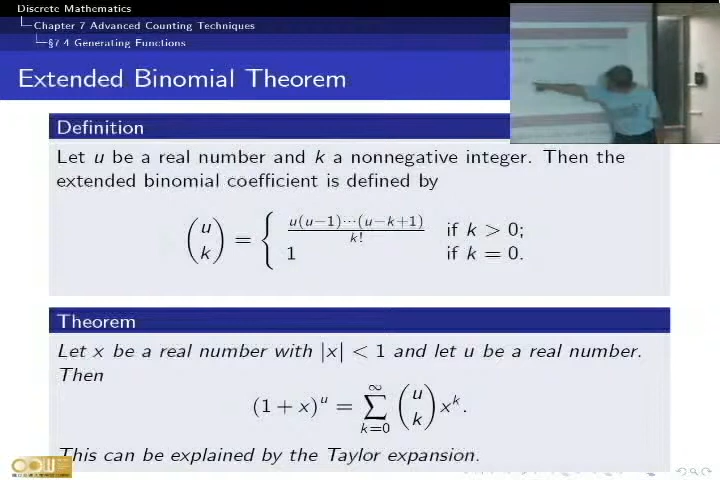 Discrete Mathematics
Chapter 7 Advanced Counting Techniques
§7.4 Generating Functions
Extended Binomial Theorem
Definition
Let u be a real number and k a nonnegative integer. Then the
extended binomial coefficient is defined by
(u k) = { u(u−1)···(u−k+1) / k! if k > 0;
1 if k = 0.
Theorem
Let x be a real number with |x| < 1 and let u be a real number.
Then
(1 + x)^u = ∑_{k=0}^{∞} (u k) x^k.
This can be explained by the Taylor expansion.